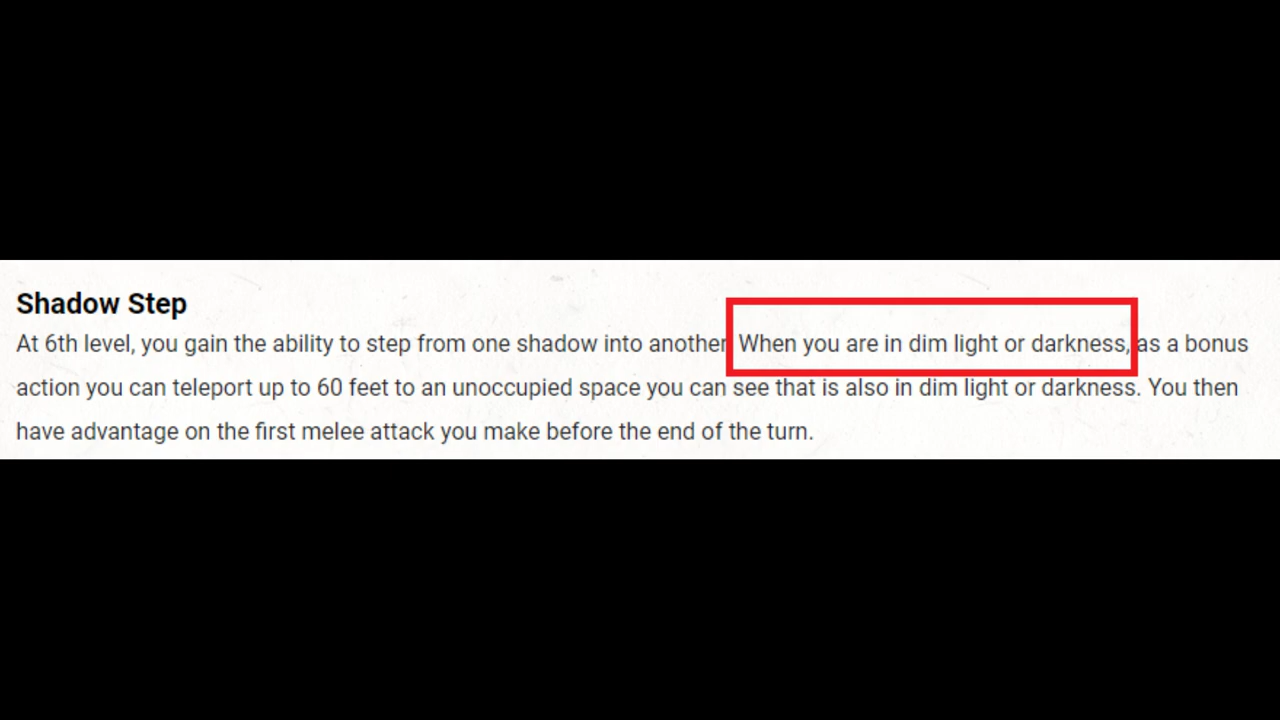 Shadow Step
At 6th level, you gain the ability to step from one shadow into another. When you are in dim light or darkness, as a bonus
action you can teleport up to 60 feet to an unoccupied space you can see that is also in dim light or darkness. You then
have advantage on the first melee attack you make before the end of the turn.